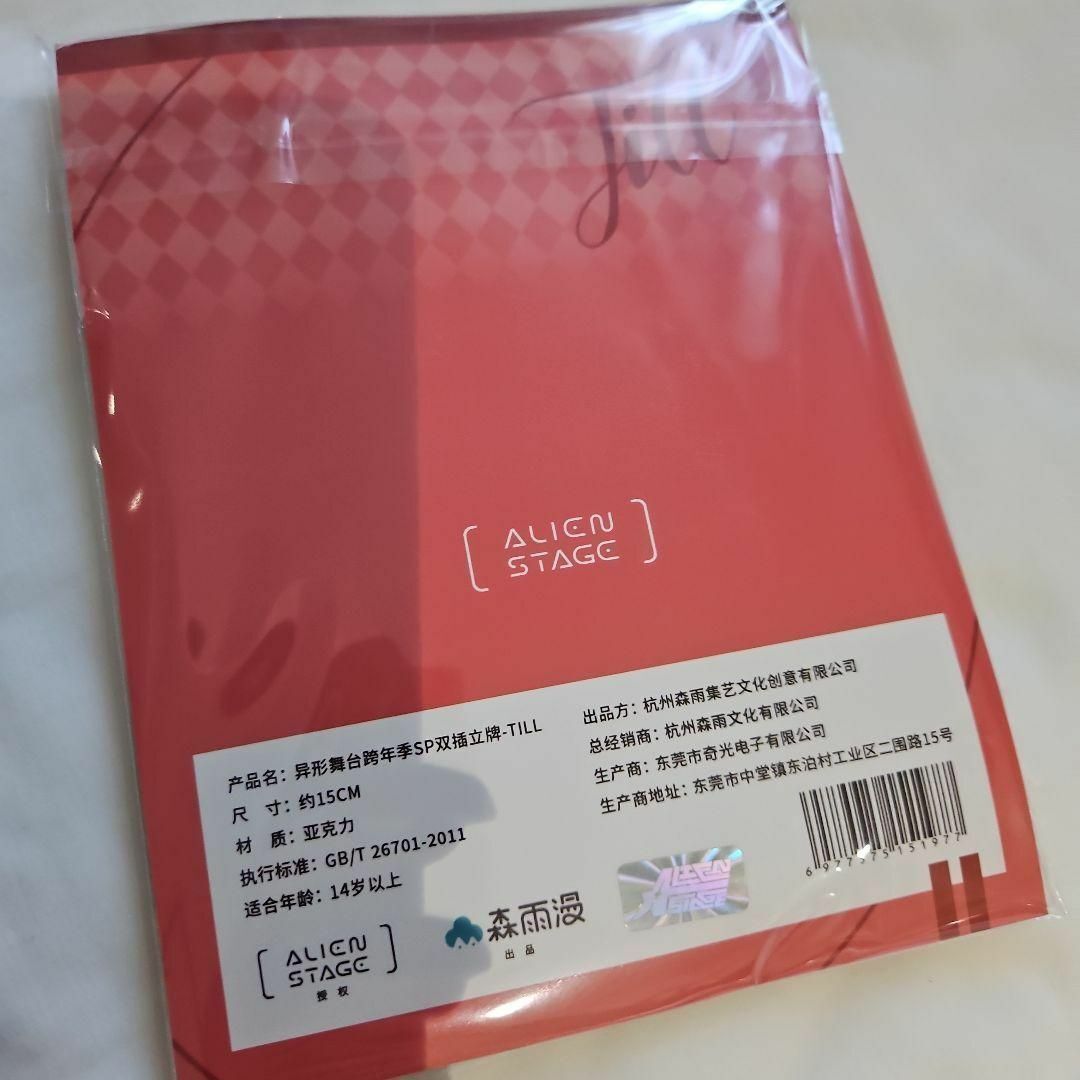 Till
ALIEN
STAGE
产品名：异形舞台跨年季SP双插立牌-TILL
尺 寸：约15CM
材 质：亚克力
执行标准：GB/T 26701-2011
适合年龄：14岁以上
出品方：杭州森雨集艺文化创意有限公司
总经销商：杭州森雨文化有限公司
生产商：东莞市奇光电子有限公司
生产商地址：东莞市中堂镇东泊村工业区二围路15号
6977575151977
ALIEN
STAGE
授 权
森雨漫
出 品
ALIEN
STAGE